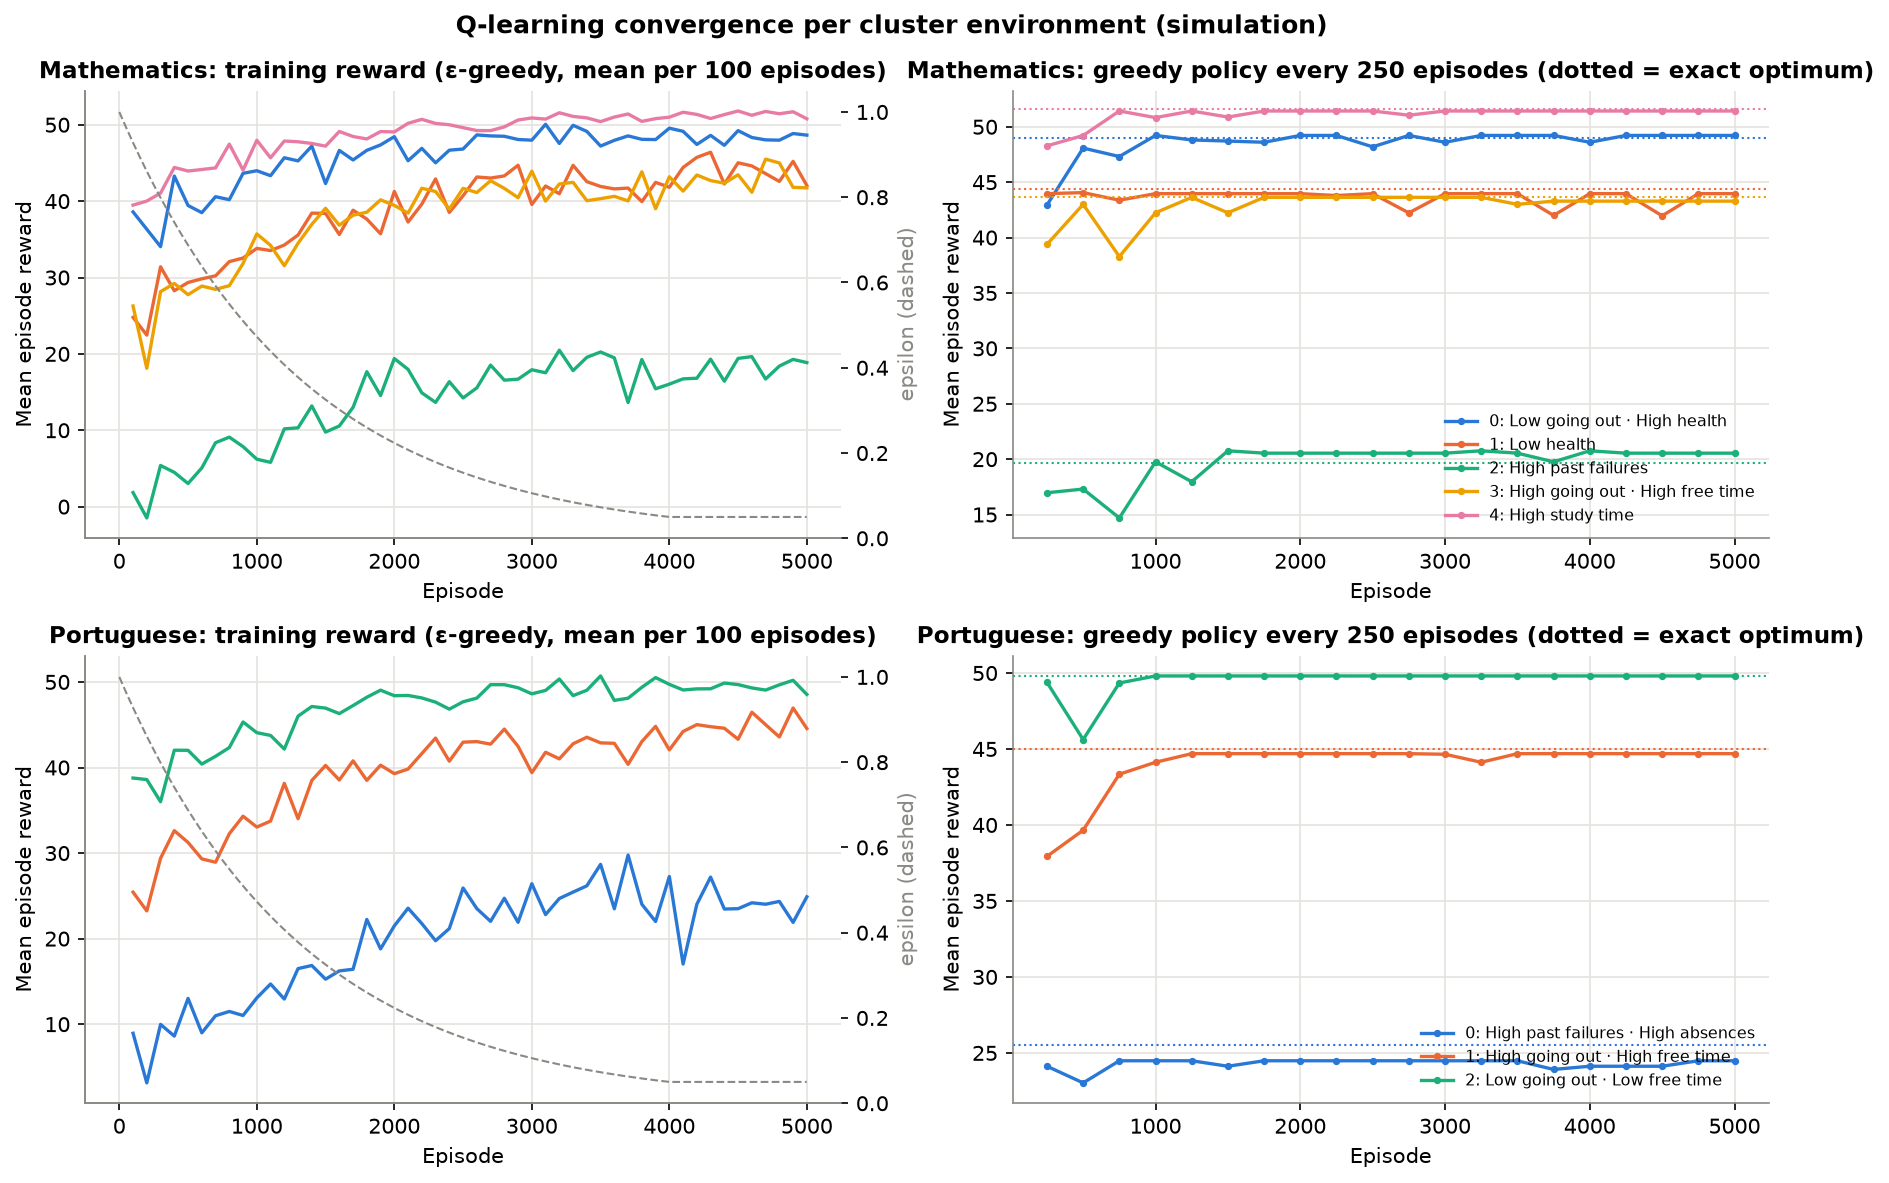 Q-learning convergence per cluster environment (simulation)
Mathematics: training reward (ε-greedy, mean per 100 episodes)
Mean episode reward
50
40
30
20
10
0
1.0
0.8
0.6
0.4
0.2
0.0
epsilon (dashed)
0 1000 2000 3000 4000 5000
Episode
Mathematics: greedy policy every 250 episodes (dotted = exact optimum)
Mean episode reward
50
45
40
35
30
25
20
15
0: Low going out · High health
1: Low health
2: High past failures
3: High going out · High free time
4: High study time
1000 2000 3000 4000 5000
Episode
Portuguese: training reward (ε-greedy, mean per 100 episodes)
Mean episode reward
50
40
30
20
10
1.0
0.8
0.6
0.4
0.2
0.0
epsilon (dashed)
0 1000 2000 3000 4000 5000
Episode
Portuguese: greedy policy every 250 episodes (dotted = exact optimum)
Mean episode reward
50
45
40
35
30
25
0: High past failures · High absences
1: High going out · High free time
2: Low going out · Low free time
1000 2000 3000 4000 5000
Episode